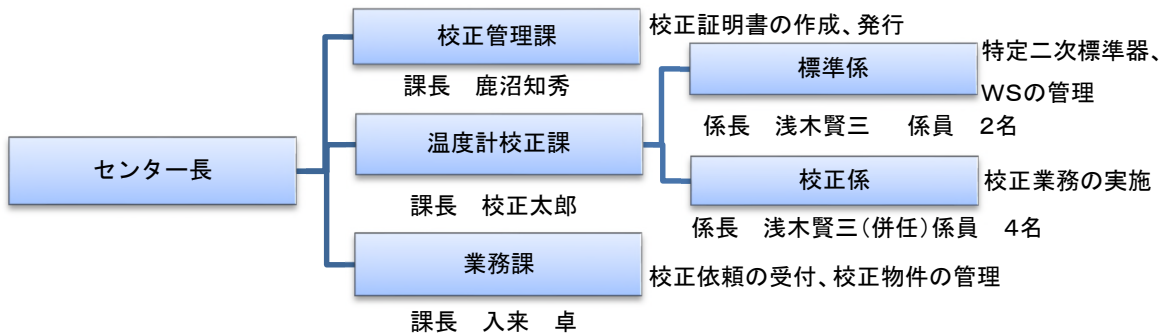 校正管理課
校正証明書の作成、発行
課長 鹿沼知秀
標準係
特定二次標準器、
WSの管理
係長 浅木賢三 係員 2名
センター長
温度計校正課
課長 校正太郎
校正係
校正業務の実施
係長 浅木賢三(併任)係員 4名
業務課
校正依頼の受付、校正物件の管理
課長 入来 卓